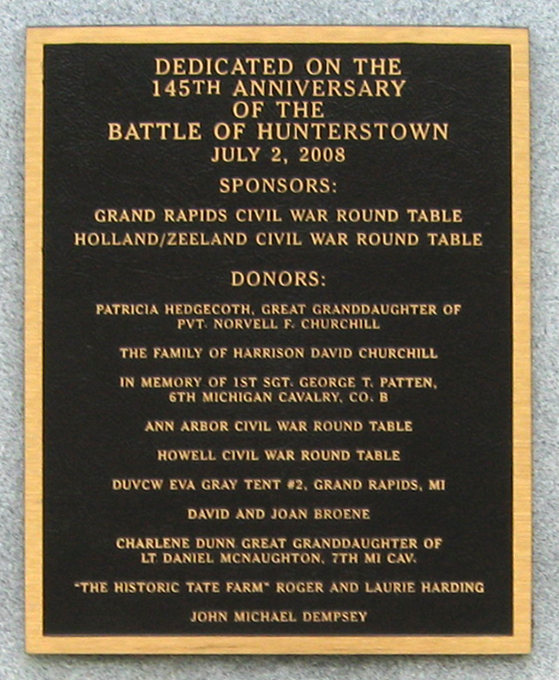 DEDICATED ON THE
145TH ANNIVERSARY
OF THE
BATTLE OF HUNTERSTOWN
JULY 2, 2008
SPONSORS:
GRAND RAPIDS CIVIL WAR ROUND TABLE
HOLLAND/ZEELAND CIVIL WAR ROUND TABLE
DONORS:
PATRICIA HEDGECOTH, GREAT GRANDDAUGHTER OF
PVT. NORVELL F. CHURCHILL
THE FAMILY OF HARRISON DAVID CHURCHILL
IN MEMORY OF 1ST SGT. GEORGE T. PATTEN,
6TH MICHIGAN CAVALRY, CO. B
ANN ARBOR CIVIL WAR ROUND TABLE
HOWELL CIVIL WAR ROUND TABLE
DUVCW EVA GRAY TENT #2, GRAND RAPIDS, MI
DAVID AND JOAN BROENE
CHARLENE DUNN GREAT GRANDDAUGHTER OF
LT DANIEL MCNAUGHTON, 7TH MI CAV.
"THE HISTORIC TATE FARM" ROGER AND LAURIE HARDING
JOHN MICHAEL DEMPSEY